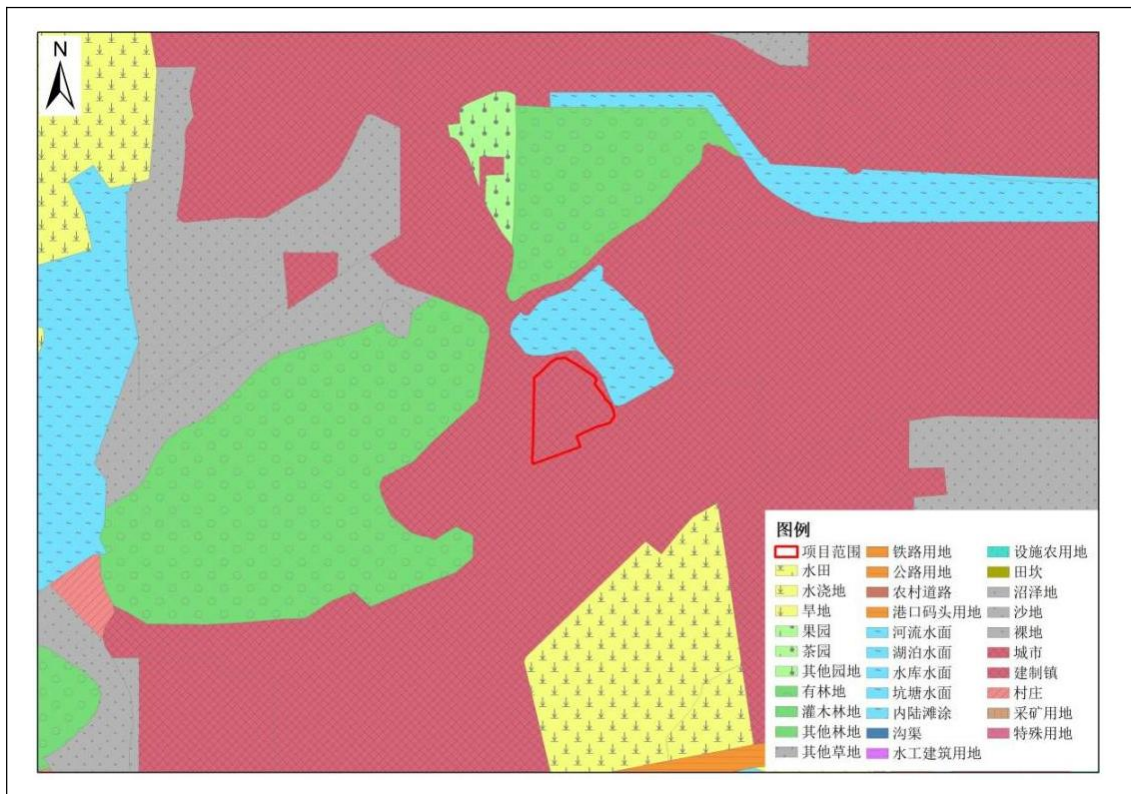 N
图例
项目范围
水田
水浇地
旱地
果园
茶园
其他园地
有林地
灌木林地
其他林地
其他草地
铁路用地
公路用地
农村道路
港口码头用地
河流水面
湖泊水面
水库水面
坑塘水面
内陆滩涂
沟渠
水工建筑用地
设施农用地
田坎
沼泽地
沙地
裸地
城市
建制镇
村庄
采矿用地
特殊用地